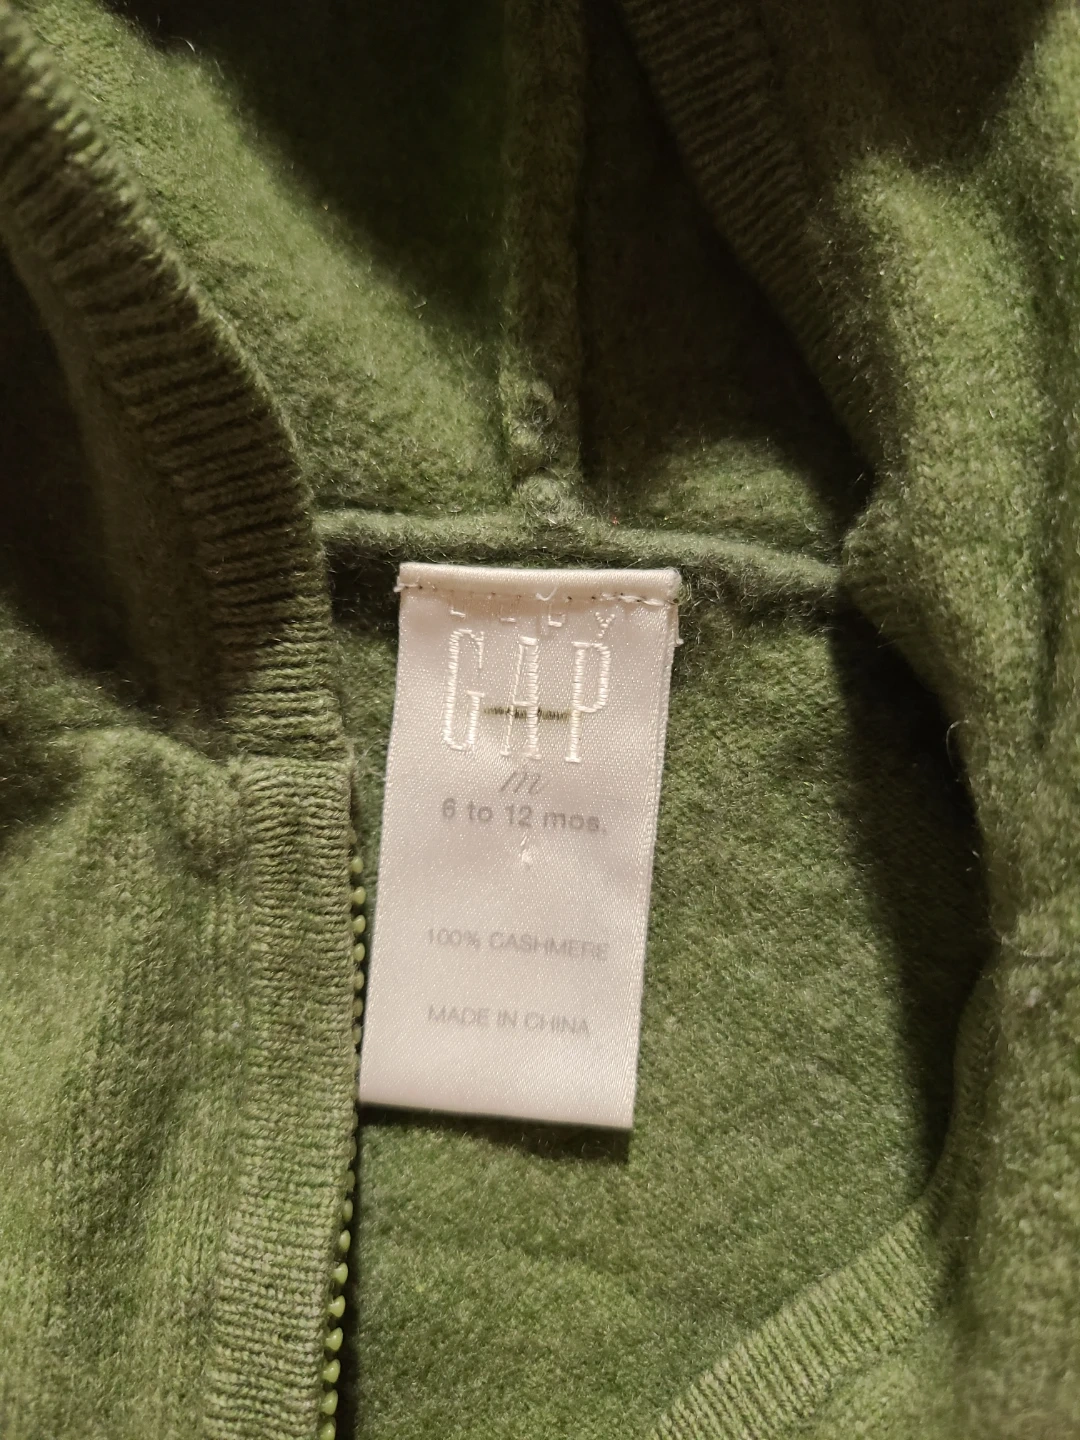 GAP
m
6 to 12 mos.
100% CASHMERE
MADE IN CHINA